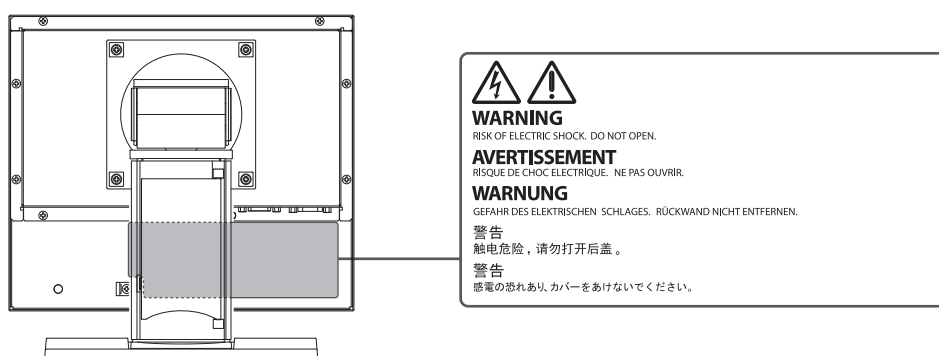 WARNING
RISK OF ELECTRIC SHOCK. DO NOT OPEN.
AVERTISSEMENT
RISQUE DE CHOC ELECTRIQUE. NE PAS OUVRIR.
WARNUNG
GEFAHR DES ELEKTRISCHEN SCHLAGES. RÜCKWAND NICHT ENTFERNEN.
警告
触电危险，请勿打开后盖。
警告
感電の恐れあり、カバーをあけないでください。